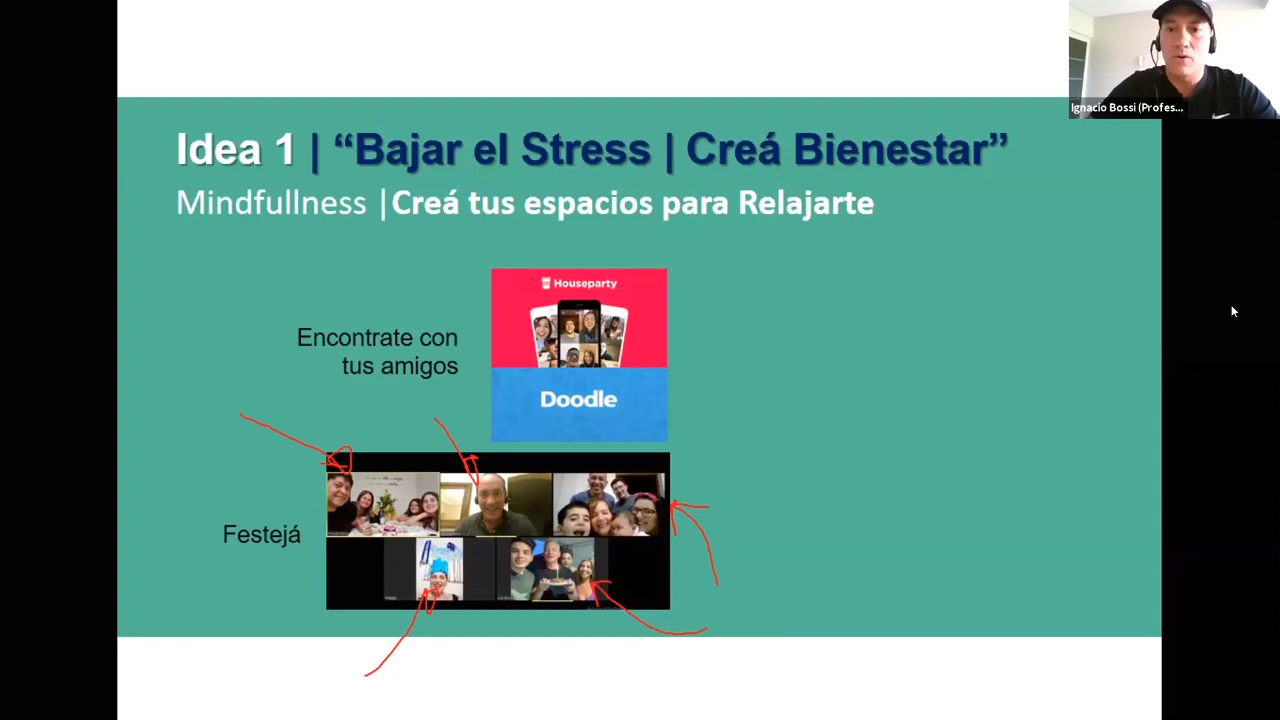 Ignacio Bossi (Profes...
Idea 1 | “Bajar el Stress | Creá Bienestar”
Mindfullness |Creá tus espacios para Relajarte
Houseparty
Encontrate con
tus amigos
Doodle
Festejá